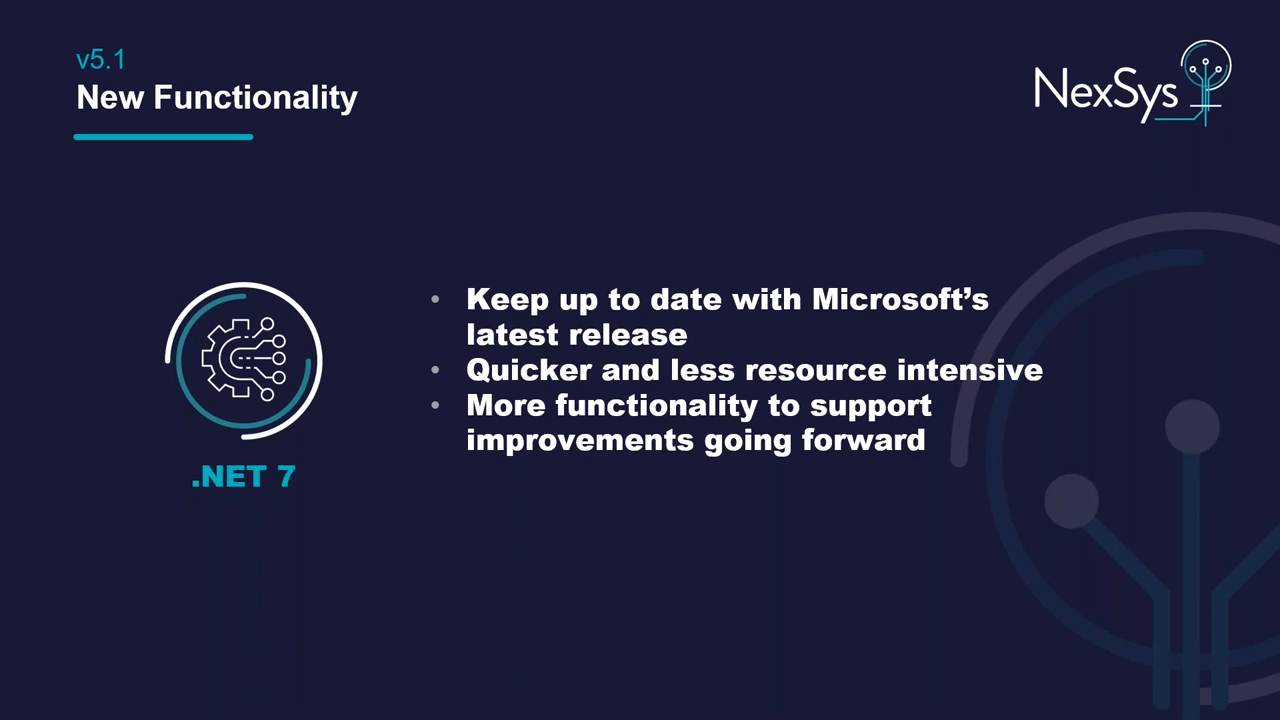 v5.1
New Functionality
NexSys
• Keep up to date with Microsoft’s
latest release
• Quicker and less resource intensive
• More functionality to support
improvements going forward
.NET 7